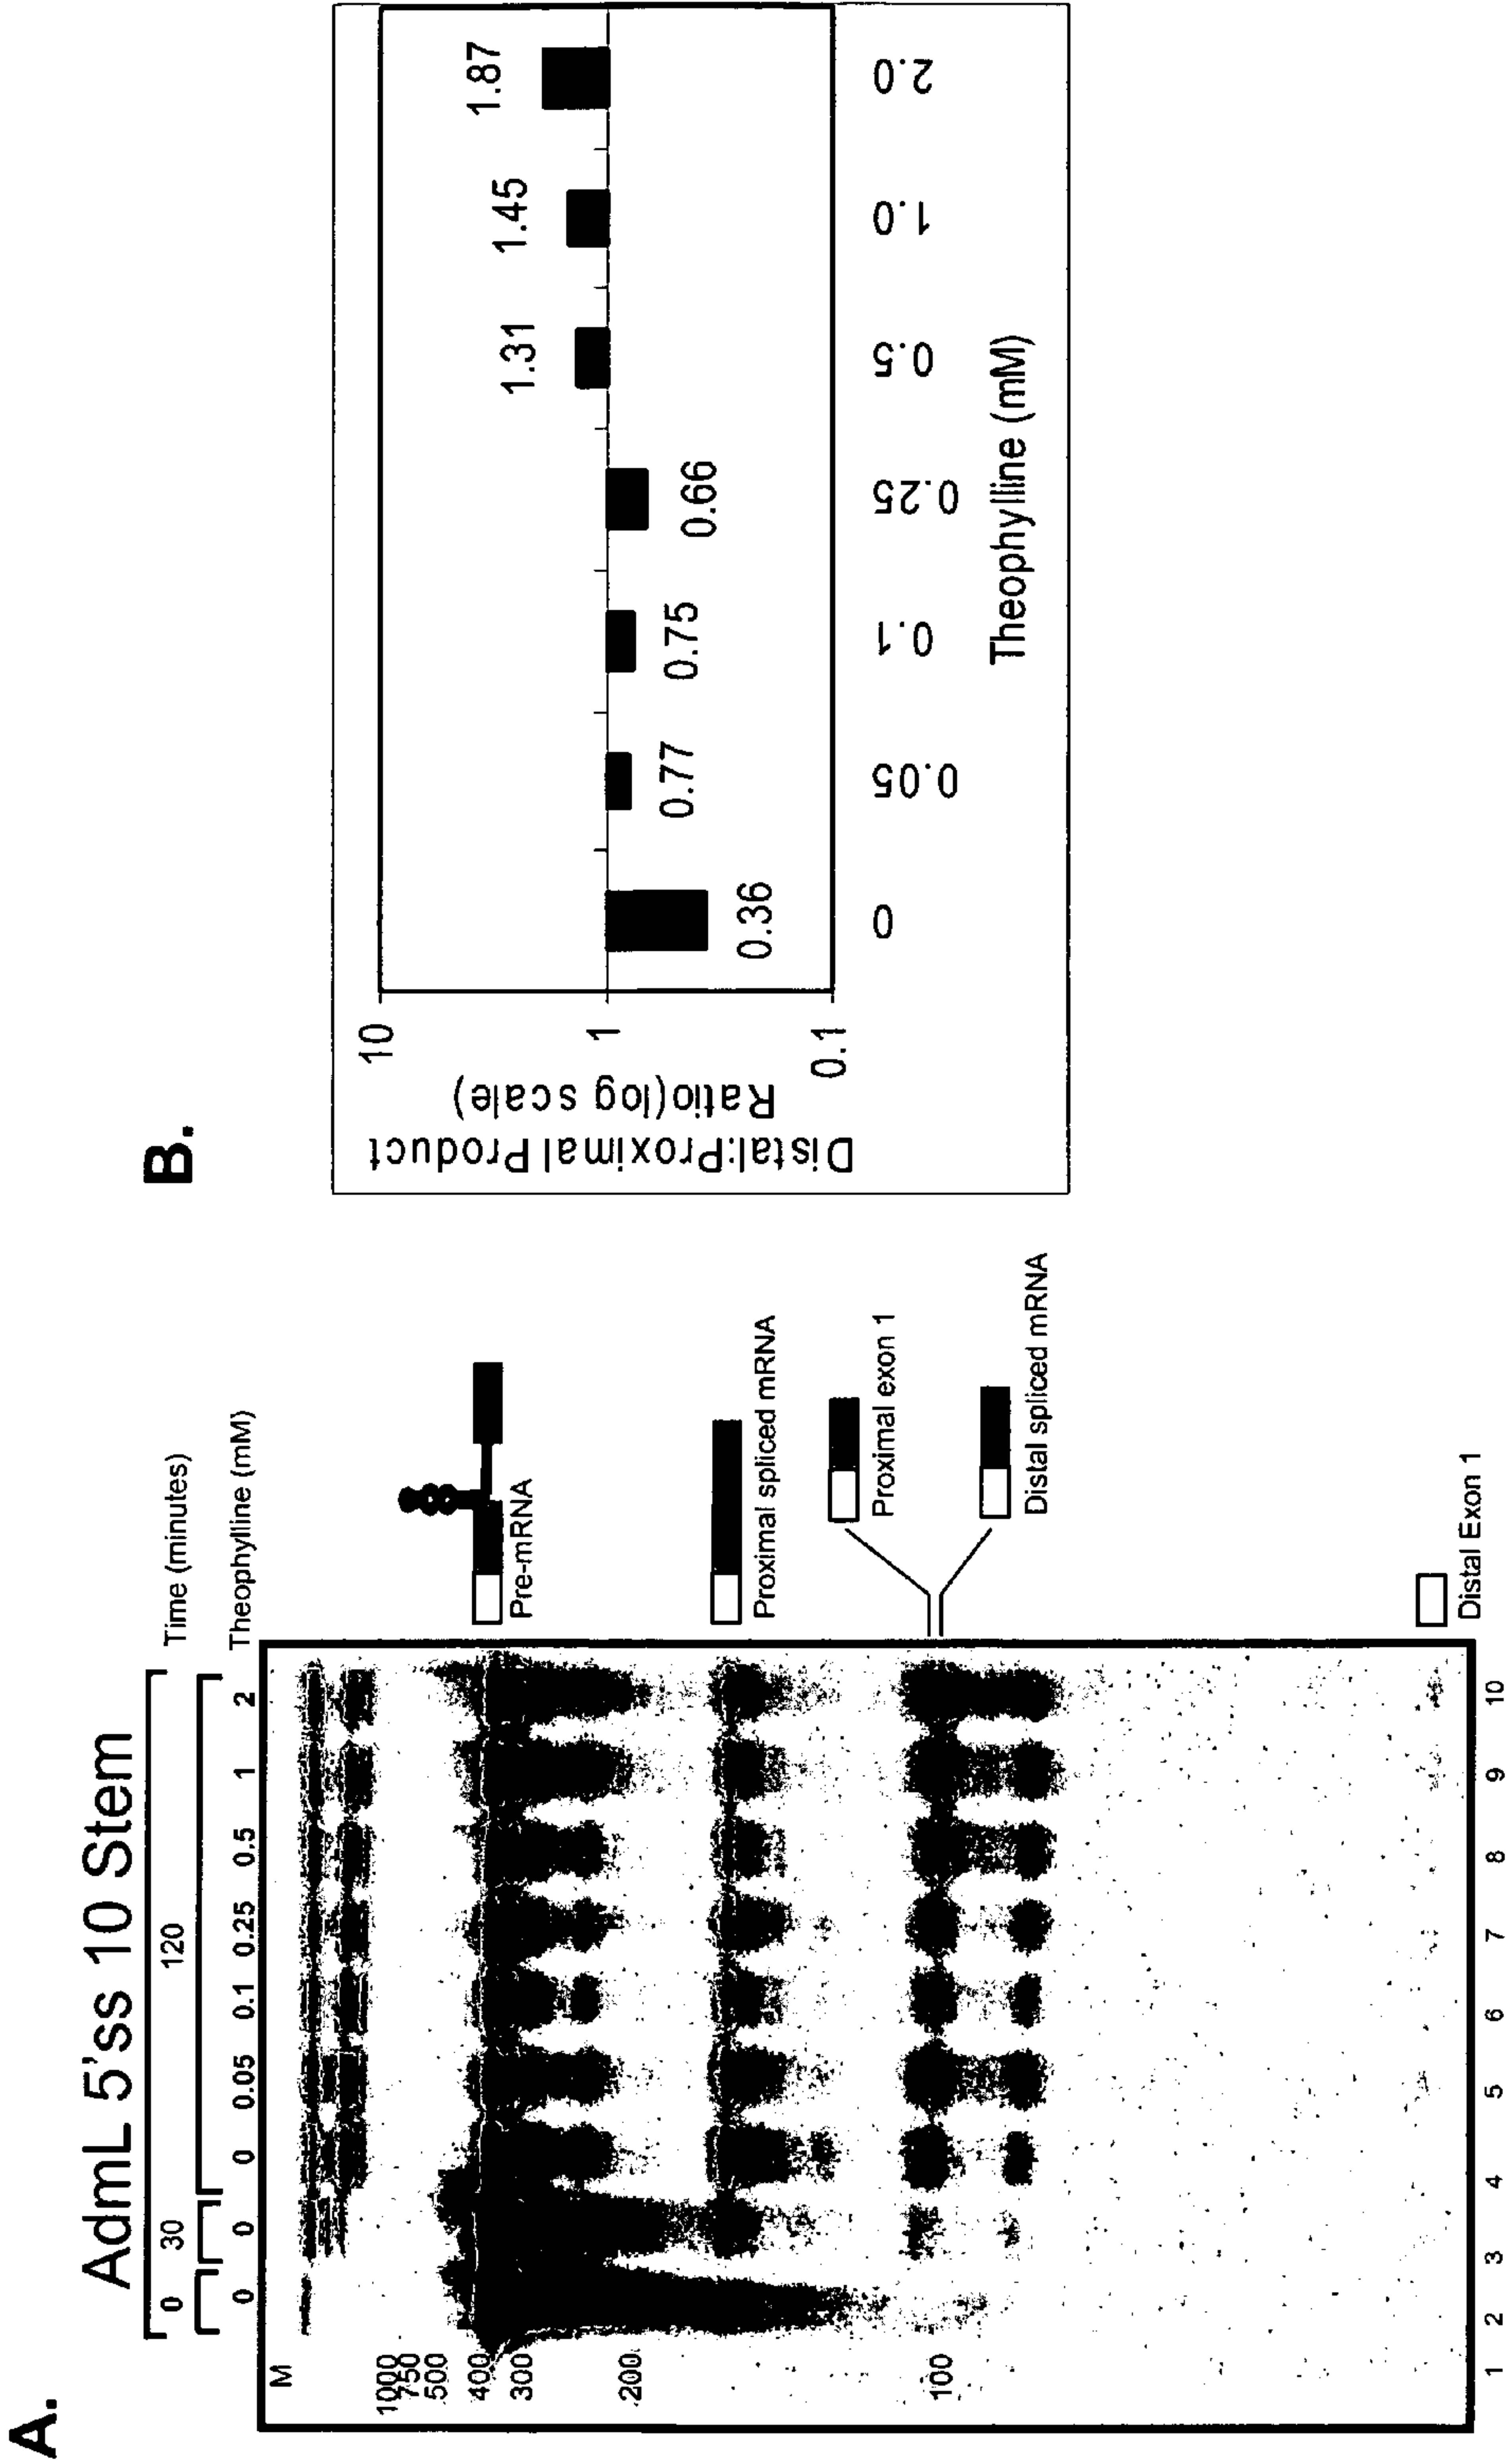 A.
AdmL 5'ss 10 Stem
0 30 120 Time (minutes)
0 0 0 0.05 0.1 0.25 0.5 1 2 Theophylline (mM)
M
1000
750
500
400
300
200
100
Pre-mRNA
Proximal spliced mRNA
Proximal exon 1
Distal spliced mRNA
Distal Exon 1
1 2 3 4 5 6 7 8 9 10
B.
Distal:Proximal Product
Ratio(log scale)
10
1
0.1
0.36
0.77
0.75
0.66
1.31
1.45
1.87
0 0.05 0.1 0.25 0.5 1.0 2.0
Theophylline (mM)